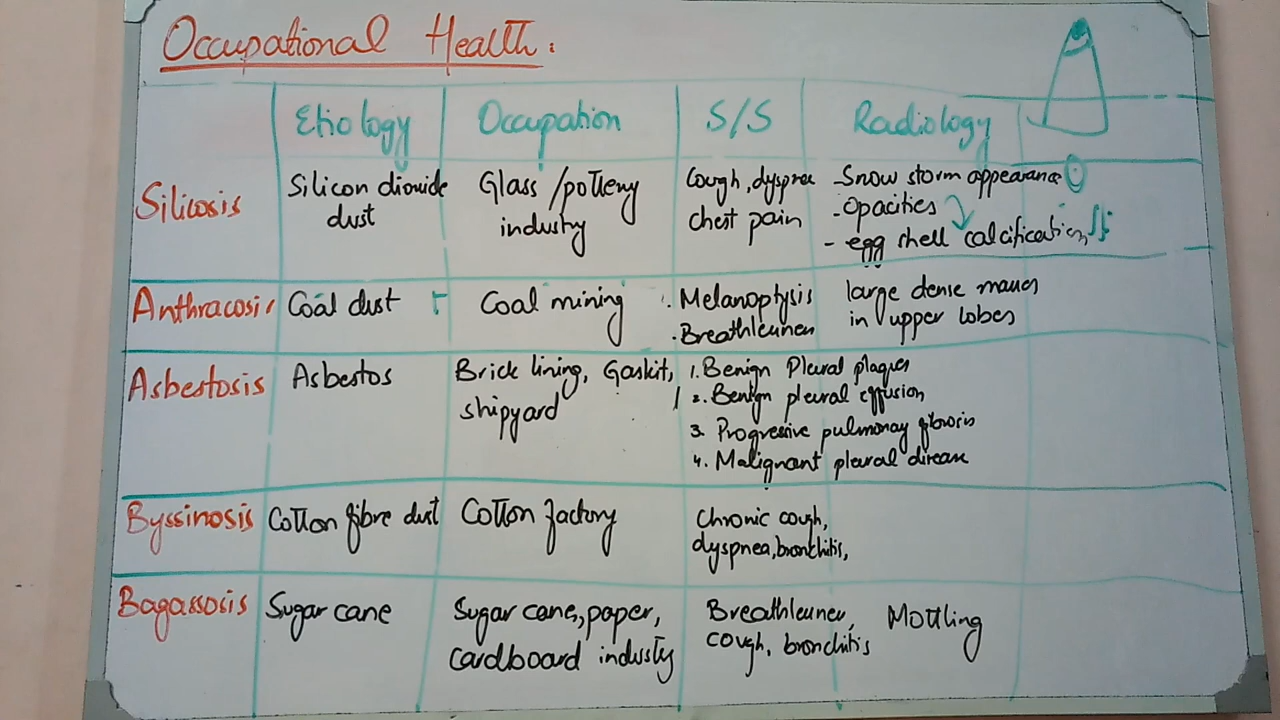 Occupational Health:
Etiology Occupation S/S Radiology
Silicosis
Silicon dioxide
dust
Glass/pottery
industry
Cough, dyspnea
chest pain
-Snow storm appearance
-Opacities
- egg shell calcification
Anthracosis
Coal dust
Coal mining
. Melanoptysis
.Breathlessness
large dense masses
in upper lobes
Asbestosis
Asbestos
Brick lining, Gaskit,
shipyard
1. Benign Pleural plaques
2. Benign pleural effusion
3. Progressive pulmonary fibrosis
4. Malignant pleural disease
Byssinosis
Cotton fibre dust
Cotton factory
Chronic cough,
dyspnea, bronchitis,
Bagassosis
Sugar cane
Sugar cane, paper,
cardboard industy
Breathlessness,
cough, bronchitis
Mottling